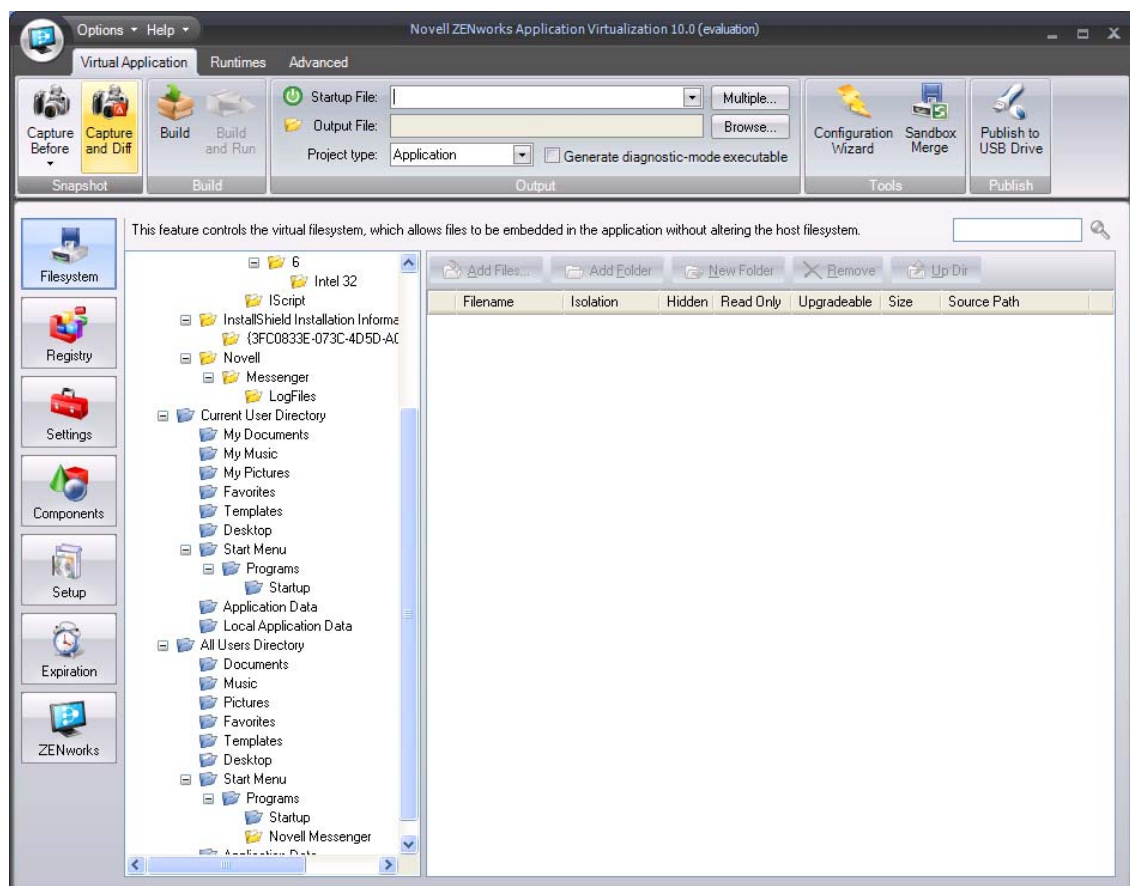 Options Help Novell ZENworks Application Virtualization 10.0 (evaluation)
Virtual Application Runtimes Advanced
Capture Before
Capture and Diff
Snapshot
Build
Build and Run
Build
Startup File: Multiple...
Output File: Browse...
Project type: Application Generate diagnostic-mode executable
Output
Configuration Wizard
Sandbox Merge
Tools
Publish to USB Drive
Publish
This feature controls the virtual filesystem, which allows files to be embedded in the application without altering the host filesystem.
Filesystem
Registry
Settings
Components
Setup
Expiration
ZENworks
6
Intel 32
IScript
InstallShield Installation Informa
{3FC0833E-073C-4D5D-A0
Novell
Messenger
LogFiles
Current User Directory
My Documents
My Music
My Pictures
Favorites
Templates
Desktop
Start Menu
Programs
Startup
Application Data
Local Application Data
All Users Directory
Documents
Music
Pictures
Favorites
Templates
Desktop
Start Menu
Programs
Startup
Novell Messenger
Application Data
Add Files... Add Folder New Folder Remove Up Dir
Filename Isolation Hidden Read Only Upgradeable Size Source Path